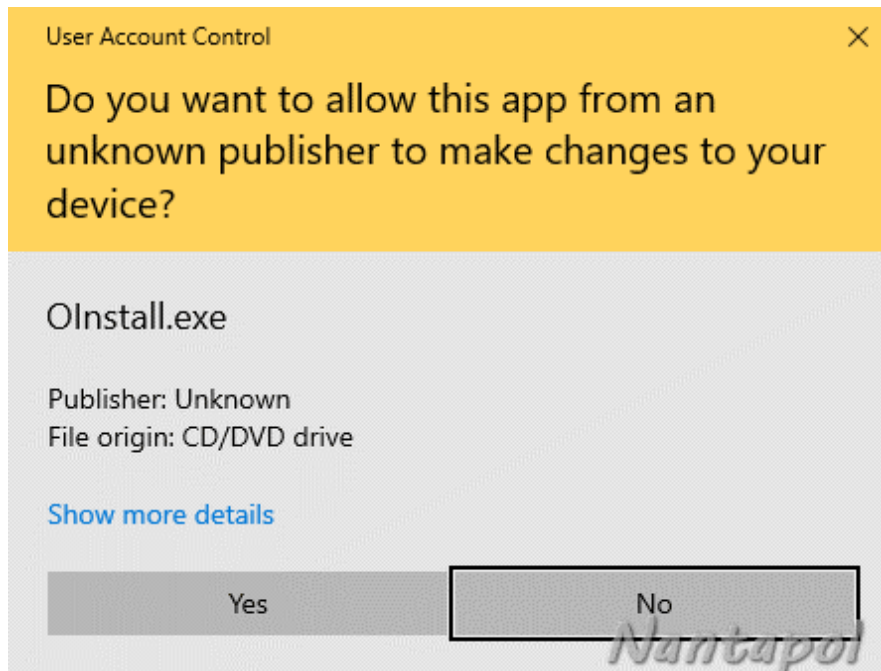 User Account Control
Do you want to allow this app from an
unknown publisher to make changes to your
device?
OInstall.exe
Publisher: Unknown
File origin: CD/DVD drive
Show more details
Yes
No
Nantapol